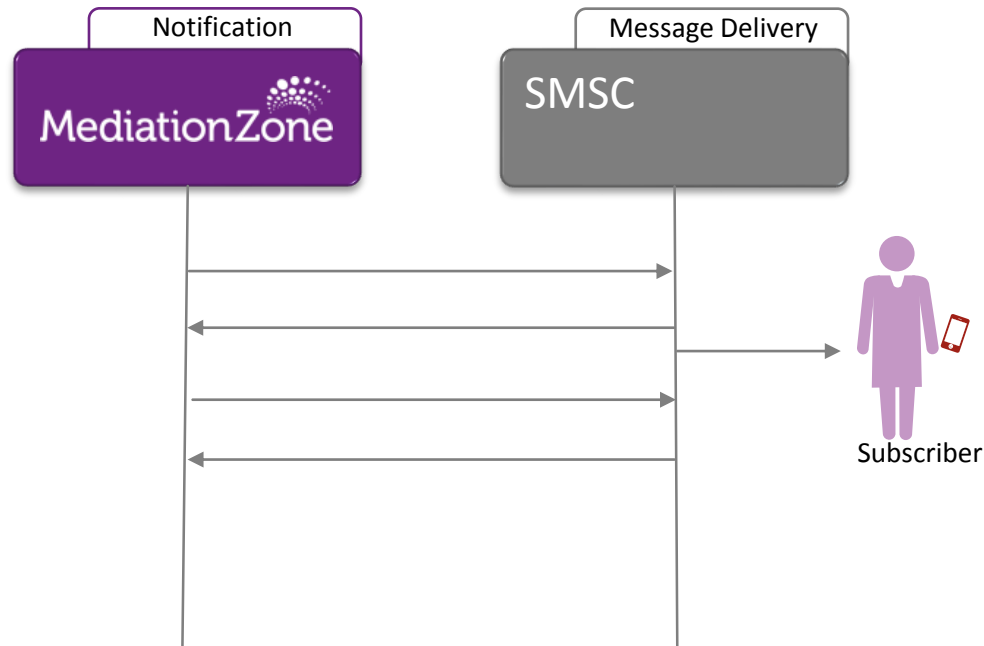 Notification
Message Delivery
MediationZone
SMSC
Subscriber